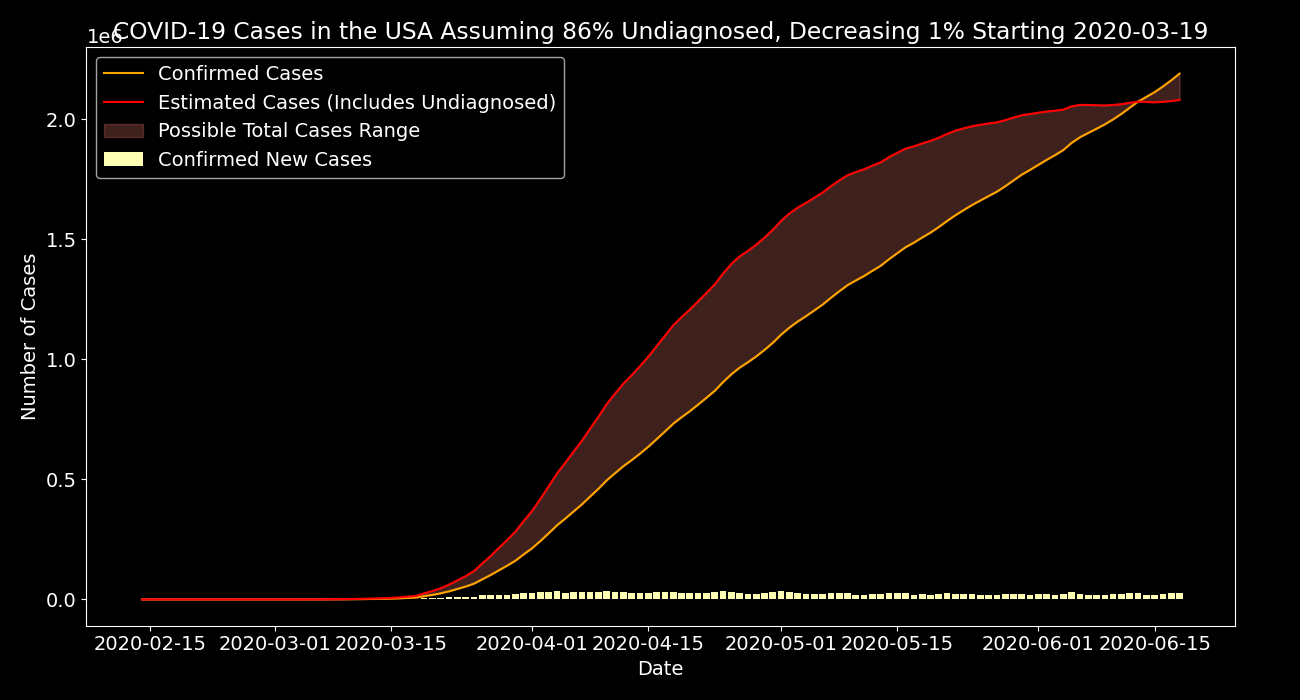 COVID-19 Cases in the USA Assuming 86% Undiagnosed, Decreasing 1% Starting 2020-03-19
1e6
Confirmed Cases
Estimated Cases (Includes Undiagnosed)
Possible Total Cases Range
Confirmed New Cases
2.0
1.5
1.0
0.5
0.0
Number of Cases
2020-02-15 2020-03-01 2020-03-15 2020-04-01 2020-04-15 2020-05-01 2020-05-15 2020-06-01 2020-06-15
Date